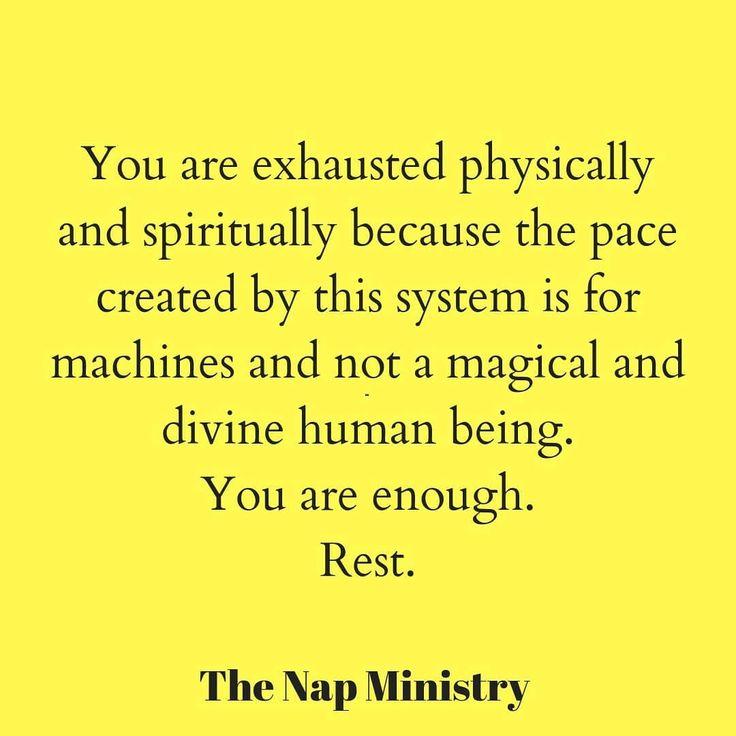 You are exhausted physically
and spiritually because the pace
created by this system is for
machines and not a magical and
divine human being.
You are enough.
Rest.
The Nap Ministry